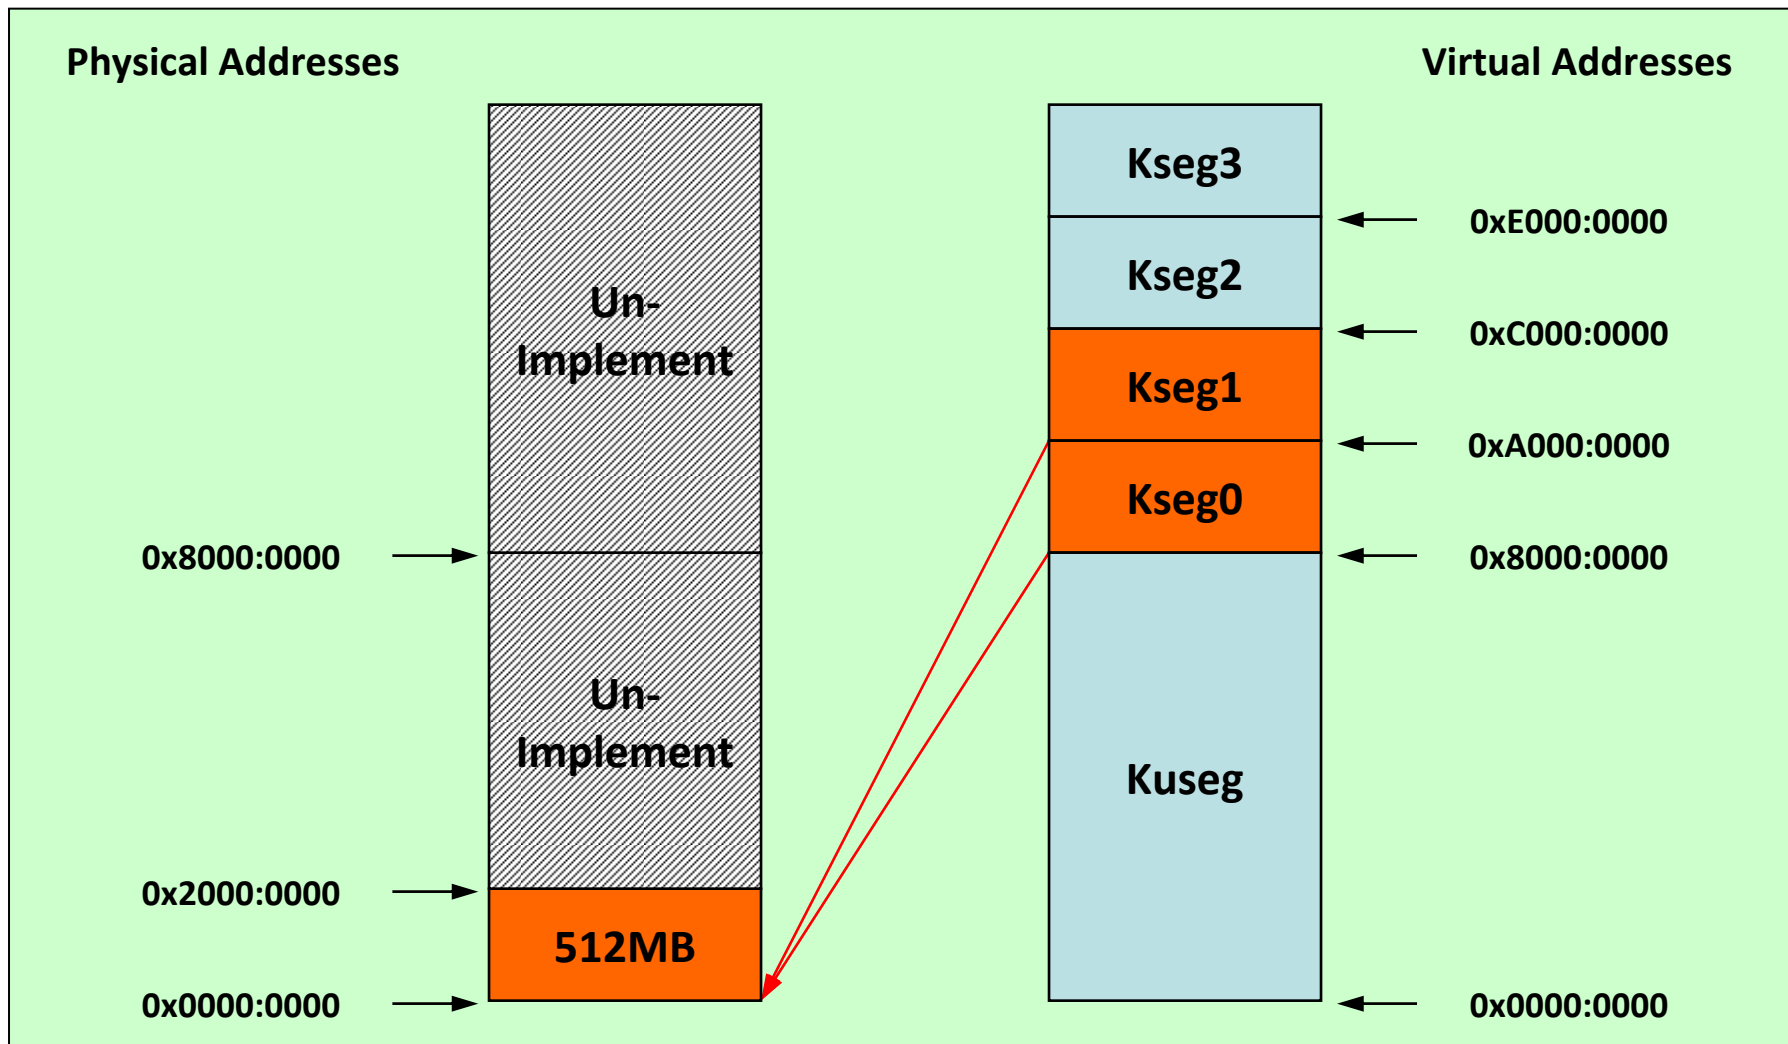 Physical Addresses
Virtual Addresses
Kseg3
0xE000:0000
Kseg2
Un-
0xC000:0000
Implement
Kseg1
0xA000:0000
Kseg0
0x8000:0000
0x8000:0000
Un-
Implement
Kuseg
0x2000:0000
512MB
0x0000:0000
0x0000:0000